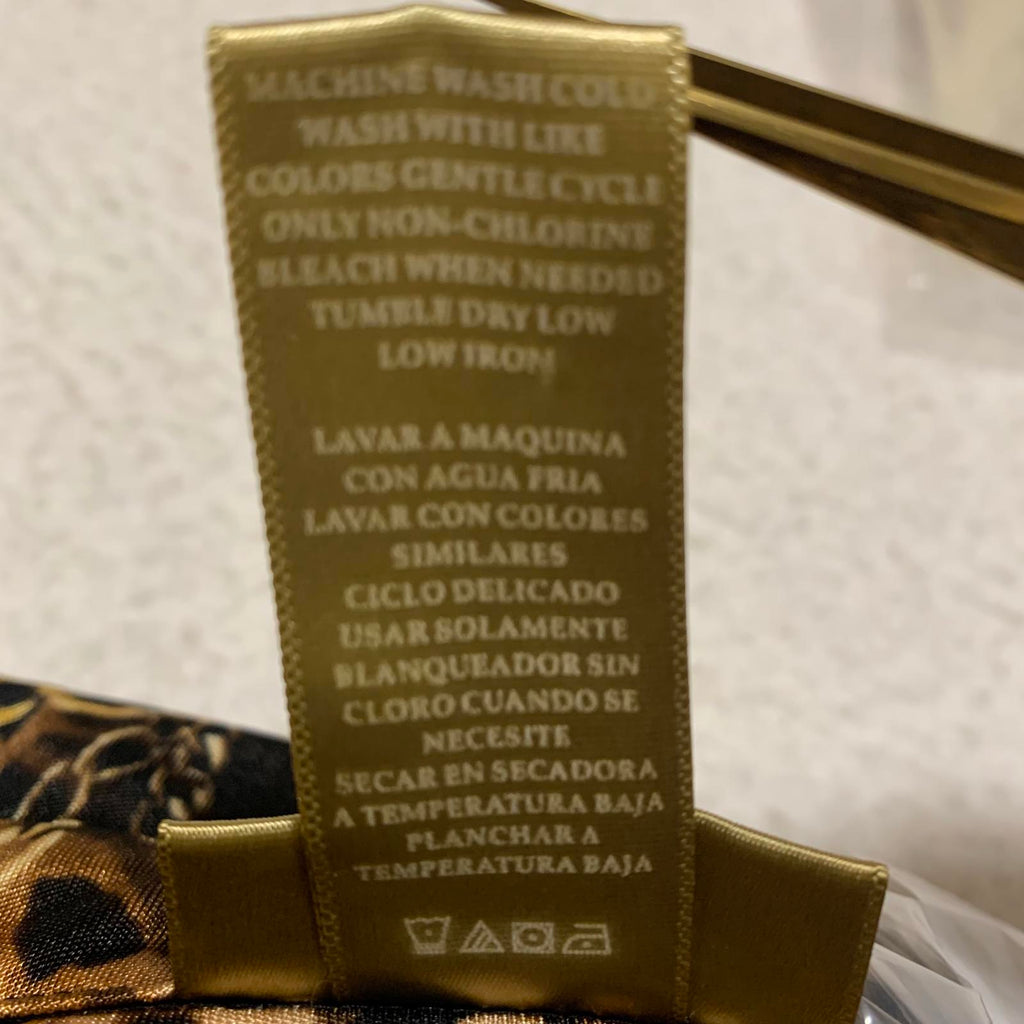 MACHINE WASH COLD
WASH WITH LIKE
COLORS GENTLE CYCLE
ONLY NON-CHLORINE
BLEACH WHEN NEEDED
TUMBLE DRY LOW
LOW IRON
LAVAR A MAQUINA
CON AGUA FRIA
LAVAR CON COLORES
SIMILARES
CICLO DELICADO
USAR SOLAMENTE
BLANQUEADOR SIN
CLORO CUANDO SE
NECESITE
SECAR EN SECADORA
A TEMPERATURA BAJA
PLANCHAR A
TEMPERATURA BAJA